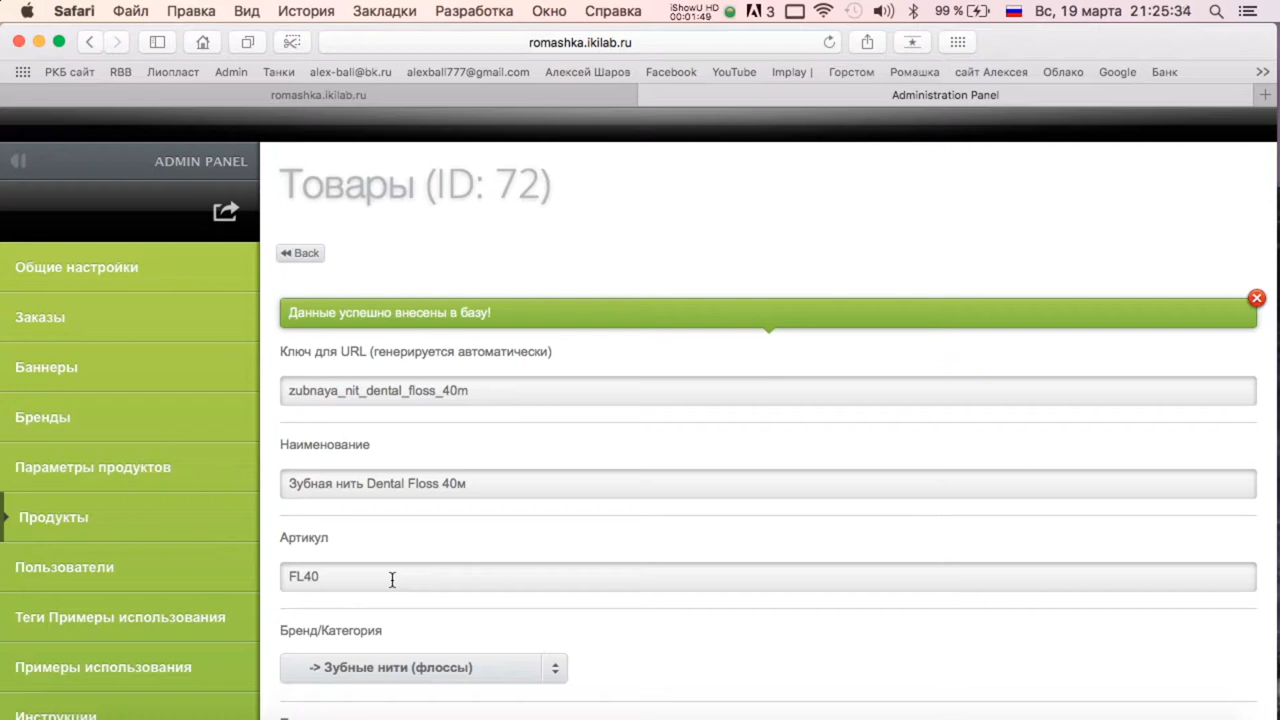 Safari Файл Правка Вид История Закладки Разработка Окно Справка iShowU HD 00:01:49 3 99 % Вс, 19 марта 21:25:34
romashka.ikilab.ru
РКБ сайт RBB Лиопласт Admin Танки alex-ball@bk.ru alexball777@gmail.com Алексей Шаров Facebook YouTube Implay | Горстом Ромашка сайт Алексея Облако Google Банк >>
romashka.ikilab.ru Administration Panel
ADMIN PANEL
Товары (ID: 72)
Back
Общие настройки
Заказы
Баннеры
Бренды
Параметры продуктов
Продукты
Пользователи
Теги Примеры использования
Примеры использования
Инструкции
Данные успешно внесены в базу!
Ключ для URL (генерируется автоматически)
zubnaya_nit_dental_floss_40m
Наименование
Зубная нить Dental Floss 40м
Артикул
FL40
Бренд/Категория
-> Зубные нити (флоссы)